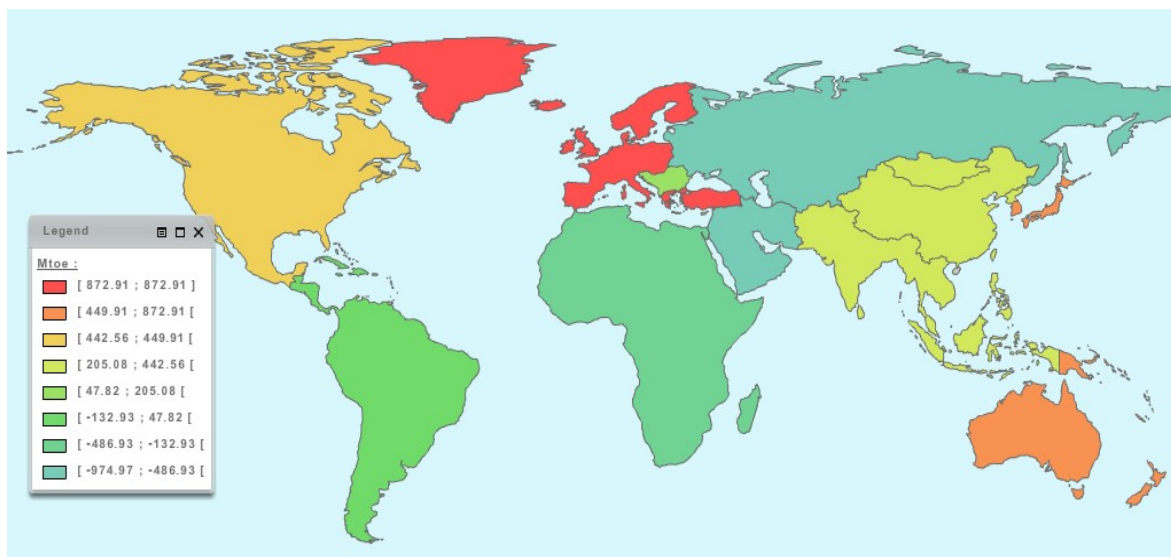 Legend
Mtoe :
[ 872.91 ; 872.91 ]
[ 449.91 ; 872.91 [
[ 442.56 ; 449.91 [
[ 205.08 ; 442.56 [
[ 47.82 ; 205.08 [
[ -132.93 ; 47.82 [
[ -486.93 ; -132.93 [
[ -974.97 ; -486.93 [